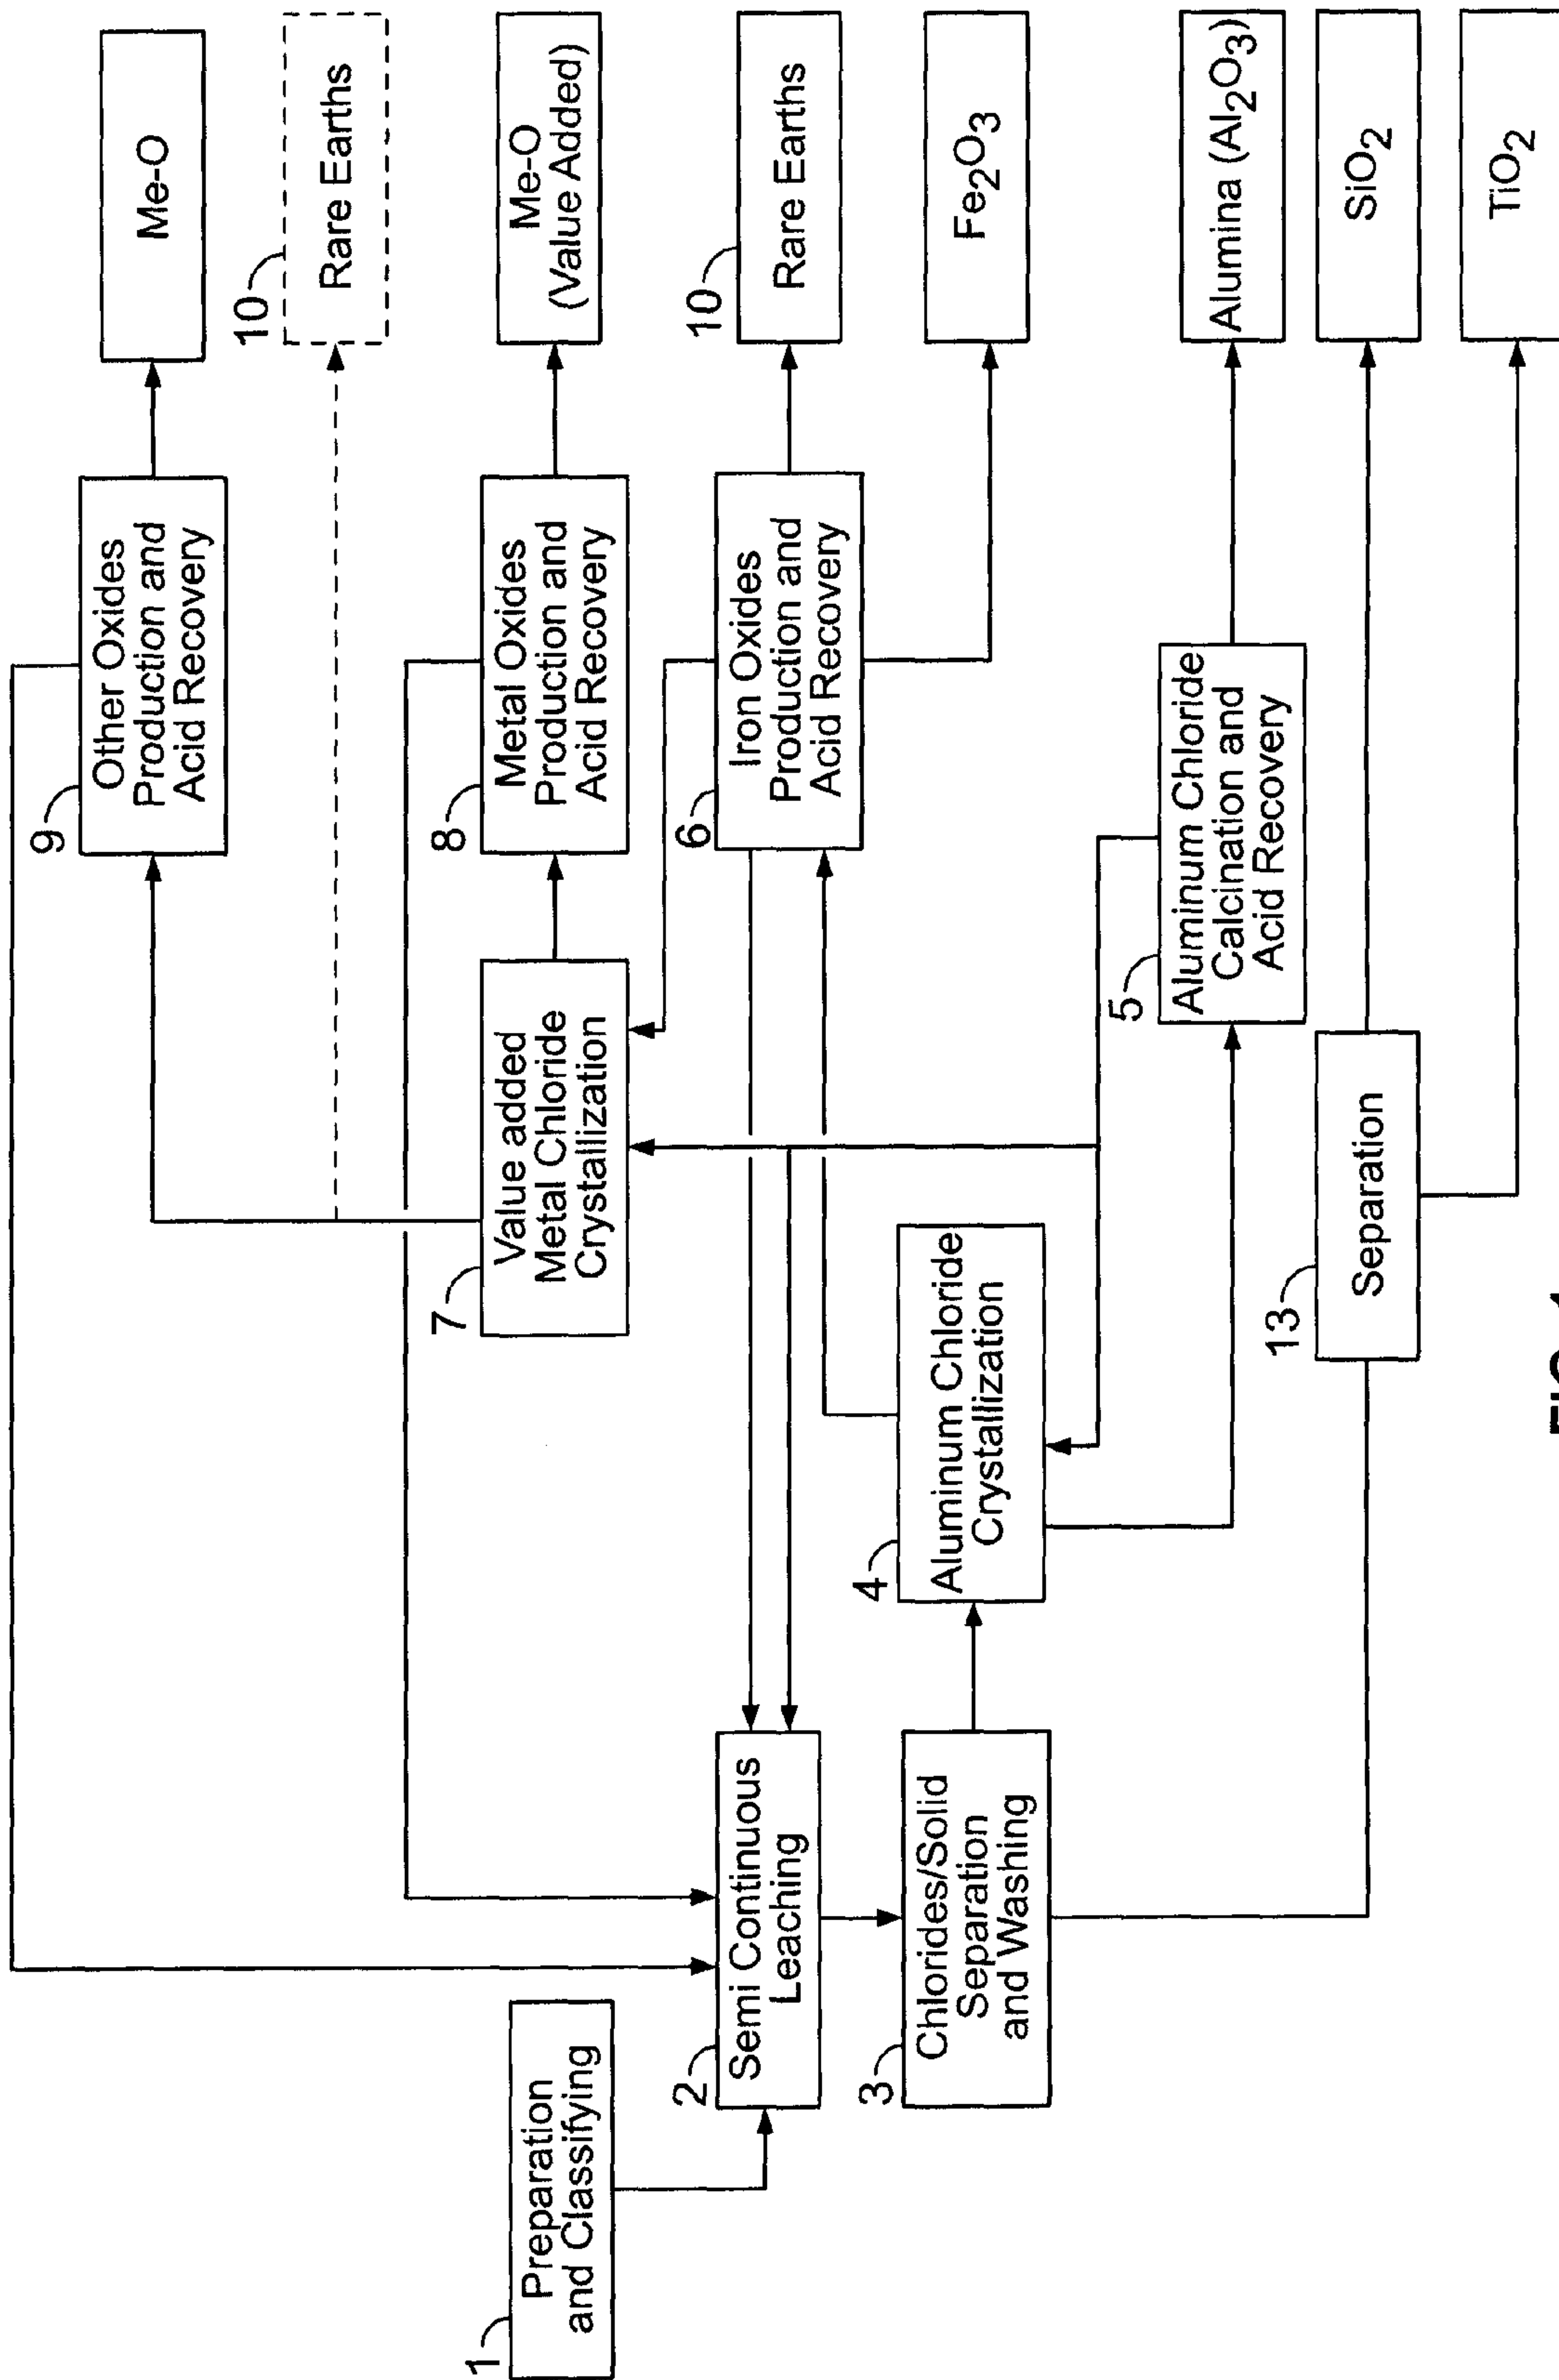 1
Preparation
and Classifying
2
Semi Continuous
Leaching
3
Chlorides/Solid
Separation
and Washing
4
Aluminum Chloride
Crystallization
7
Value added
Metal Chloride
Crystallization
13
Separation
5
Aluminum Chloride
Calcination and
Acid Recovery
9
Other Oxides
Production and
Acid Recovery
8
Metal Oxides
Production and
Acid Recovery
6
Iron Oxides
Production and
Acid Recovery
Me-O
10
Rare Earths
Me-O
(Value Added)
10
Rare Earths
Fe2O3
Alumina (Al2O3)
SiO2
TiO2